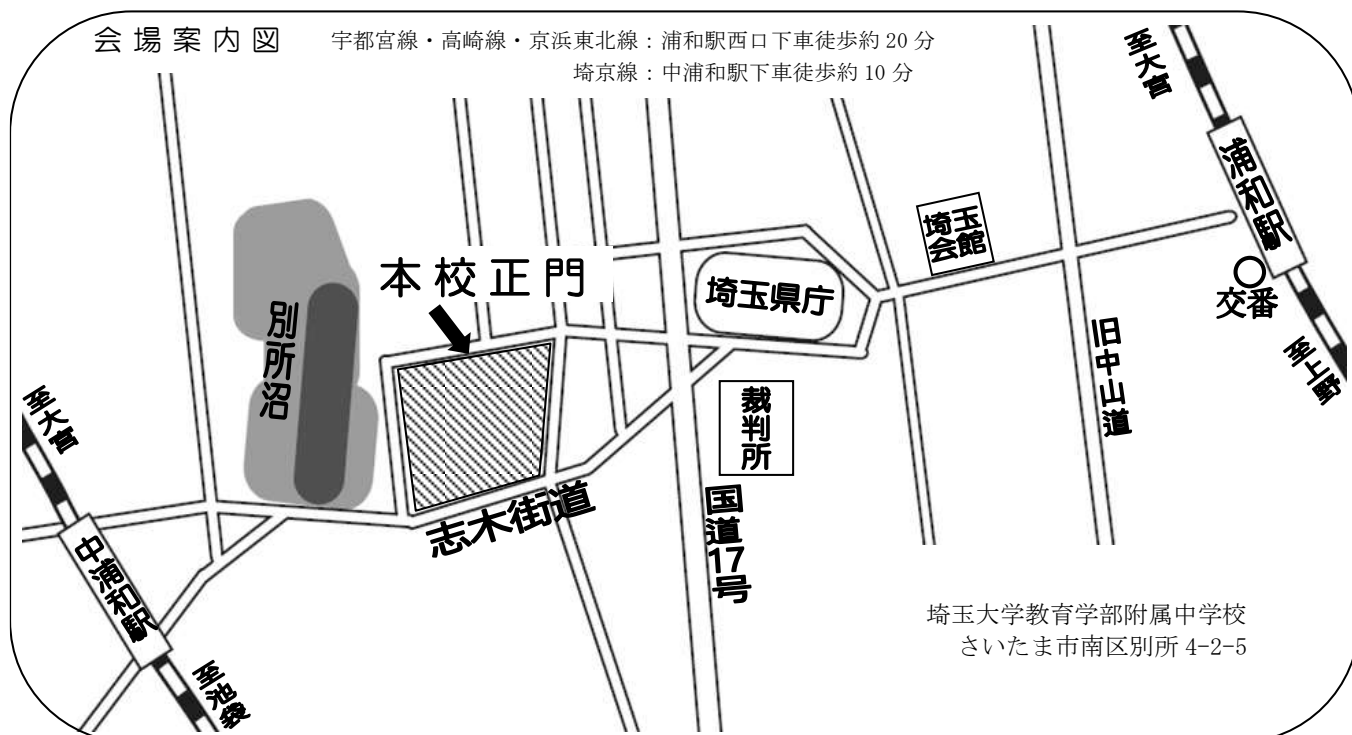 会場案内図
宇都宮線・高崎線・京浜東北線：浦和駅西口下車徒歩約 20 分
埼京線：中浦和駅下車徒歩約 10 分
至大宮
浦和駅
埼玉
会館
本校正門
埼玉県庁
交番
別所沼
旧中山道
至上野
至大宮
裁判所
志木街道
国道17号
中浦和駅
埼玉大学教育学部附属中学校
さいたま市南区別所 4-2-5
至池袋